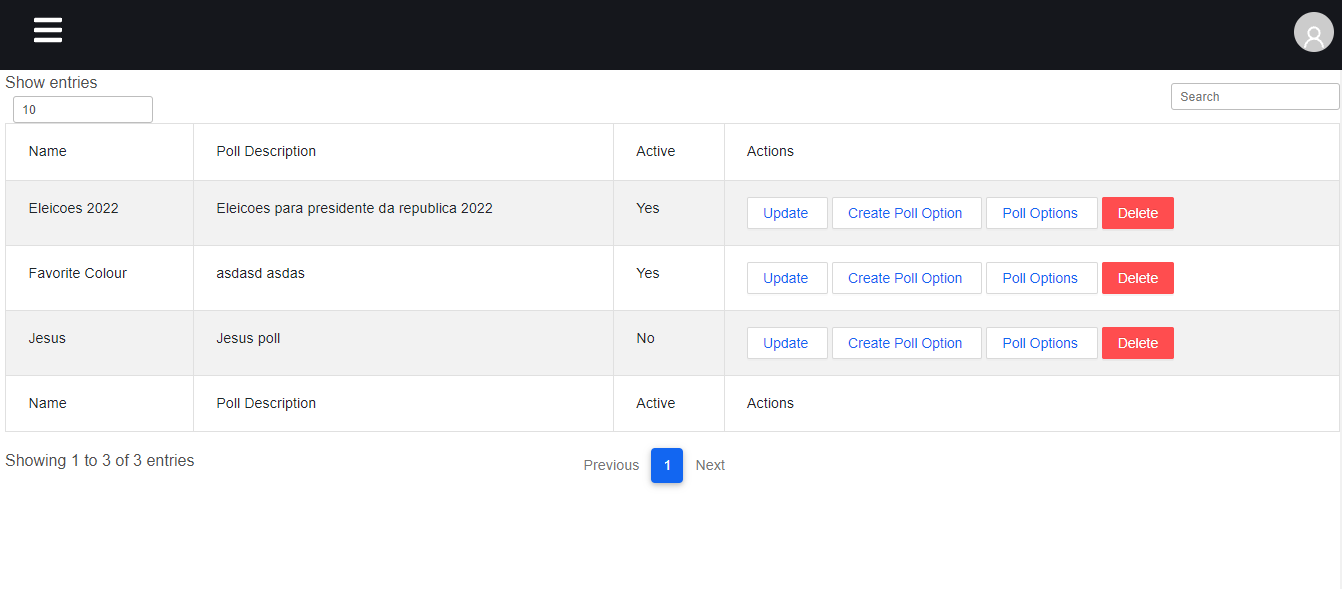 Show entries
10
Search
Name Poll Description Active Actions
Eleicoes 2022 Eleicoes para presidente da republica 2022 Yes Update Create Poll Option Poll Options Delete
Favorite Colour asdasd asdas Yes Update Create Poll Option Poll Options Delete
Jesus Jesus poll No Update Create Poll Option Poll Options Delete
Name Poll Description Active Actions
Showing 1 to 3 of 3 entries Previous 1 Next